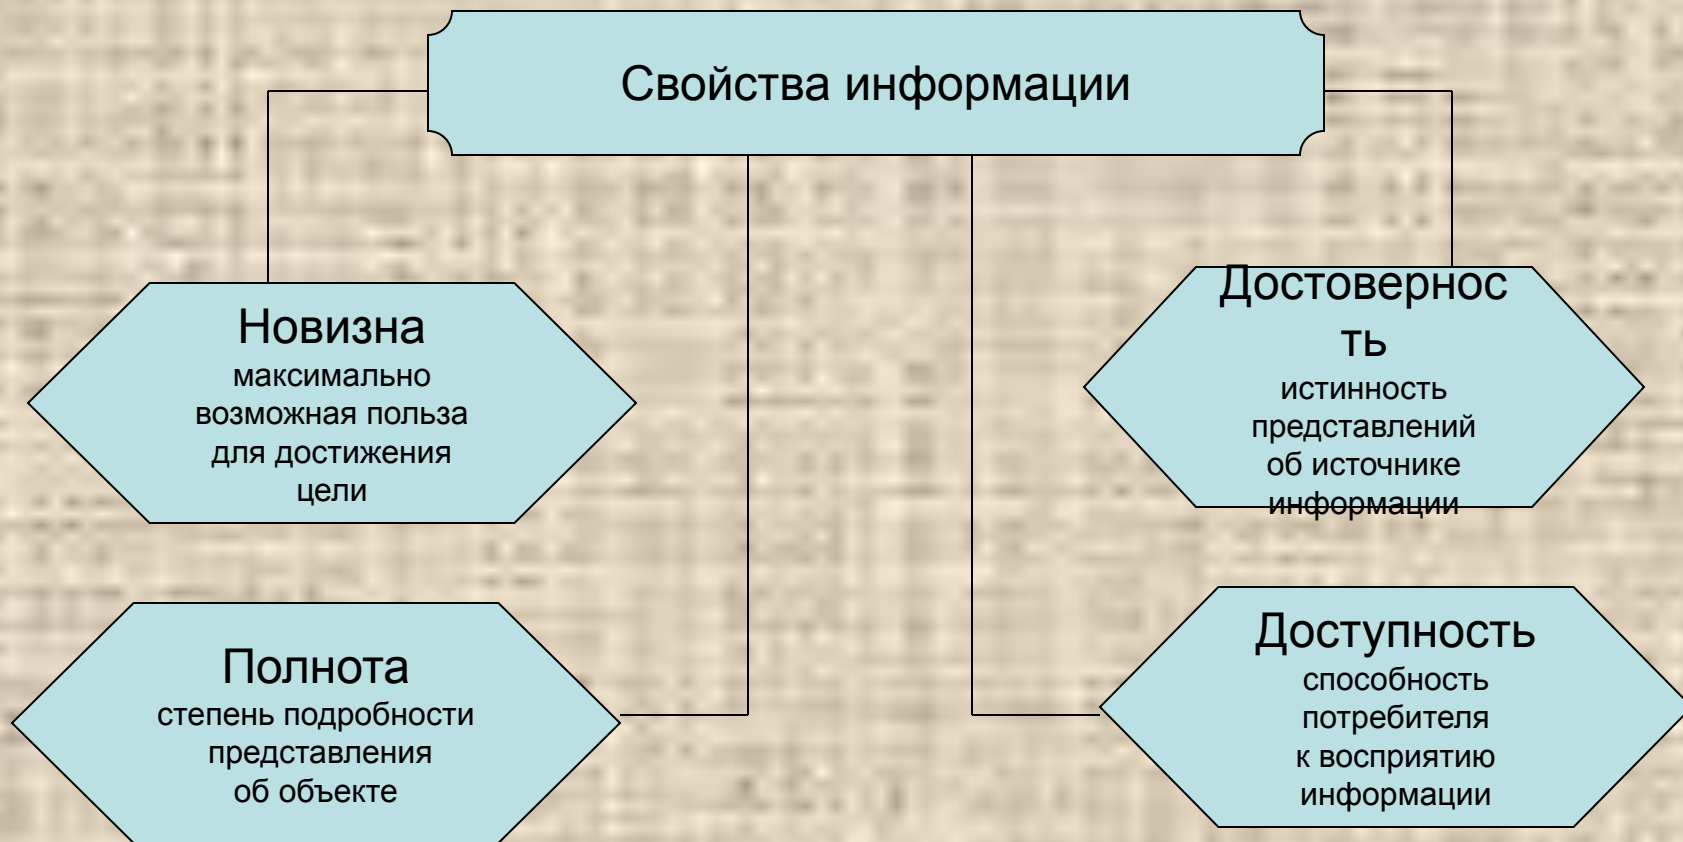 Свойства информации
Новизна
максимально
возможная польза
для достижения
цели
Достовернос
ть
истинность
представлений
об источнике
информации
Полнота
степень подробности
представления
об объекте
Доступность
способность
потребителя
к восприятию
информации